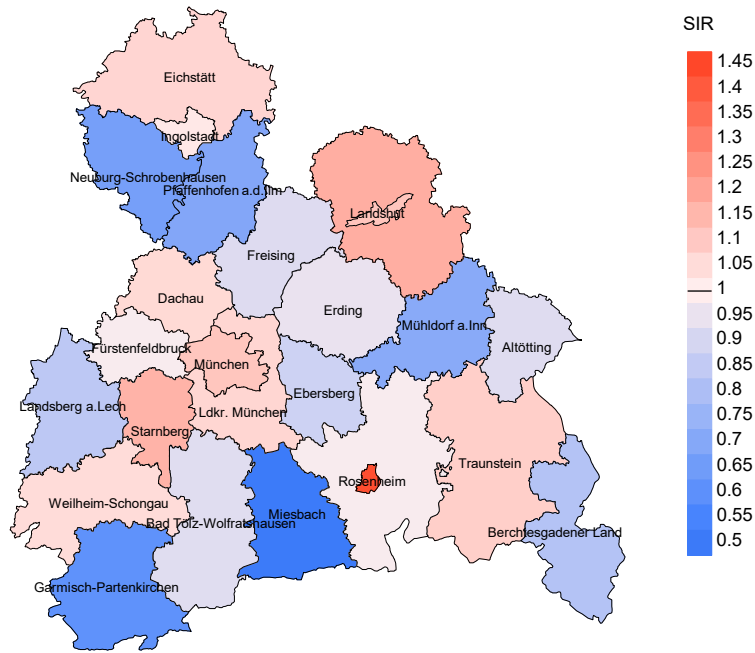 SIR
Eichstätt
Ingolstadt
Neuburg-Schrobenhausen
Pfaffenhofen a.d.Ilm
Landshut
Freising
Dachau
Erding
Mühldorf a.Inn
Altötting
Fürstenfeldbruck
München
Ebersberg
Landsberg a.Lech
Starnberg
Ldkr. München
Traunstein
Rosenheim
Weilheim-Schongau
Miesbach
Bad Tölz-Wolfratshausen
Berchtesgadener Land
Garmisch-Partenkirchen
1.45
1.4
1.35
1.3
1.25
1.2
1.15
1.1
1.05
1
0.95
0.9
0.85
0.8
0.75
0.7
0.65
0.6
0.55
0.5